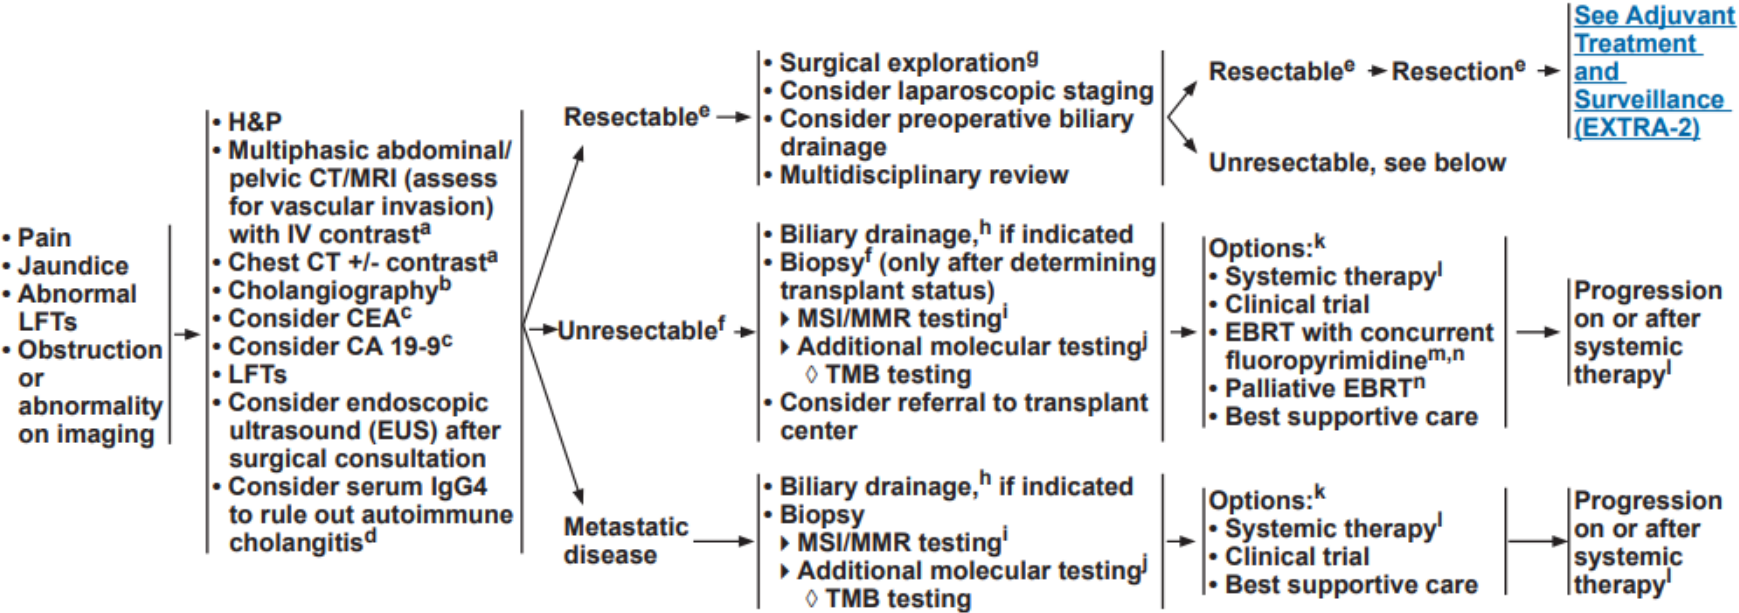 • Pain
• Jaundice
• Abnormal
LFTs
• Obstruction
or
abnormality
on imaging
• H&P
• Multiphasic abdominal/
pelvic CT/MRI (assess
for vascular invasion)
with IV contrastᵃ
• Chest CT +/- contrastᵃ
• Cholangiographyᵇ
• Consider CEAᶜ
• Consider CA 19-9ᶜ
• LFTs
• Consider endoscopic
ultrasound (EUS) after
surgical consultation
• Consider serum IgG4
to rule out autoimmune
cholangitisᵈ
Resectableᵉ
• Surgical explorationᵍ
• Consider laparoscopic staging
• Consider preoperative biliary
drainage
• Multidisciplinary review
Resectableᵉ → Resectionᵉ →
See Adjuvant
Treatment
and
Surveillance
(EXTRA-2)
Unresectable, see below
Unresectableᶠ
• Biliary drainage,ʰ if indicated
• Biopsyᶠ (only after determining
transplant status)
▸ MSI/MMR testingⁱ
▸ Additional molecular testingʲ
◊ TMB testing
• Consider referral to transplant
center
Options:ᵏ
• Systemic therapyˡ
• Clinical trial
• EBRT with concurrent
fluoropyrimidineᵐ,ⁿ
• Palliative EBRTⁿ
• Best supportive care
Progression
on or after
systemic
therapyˡ
Metastatic
disease
• Biliary drainage,ʰ if indicated
• Biopsy
▸ MSI/MMR testingⁱ
▸ Additional molecular testingʲ
◊ TMB testing
Options:ᵏ
• Systemic therapyˡ
• Clinical trial
• Best supportive care
Progression
on or after
systemic
therapyˡ